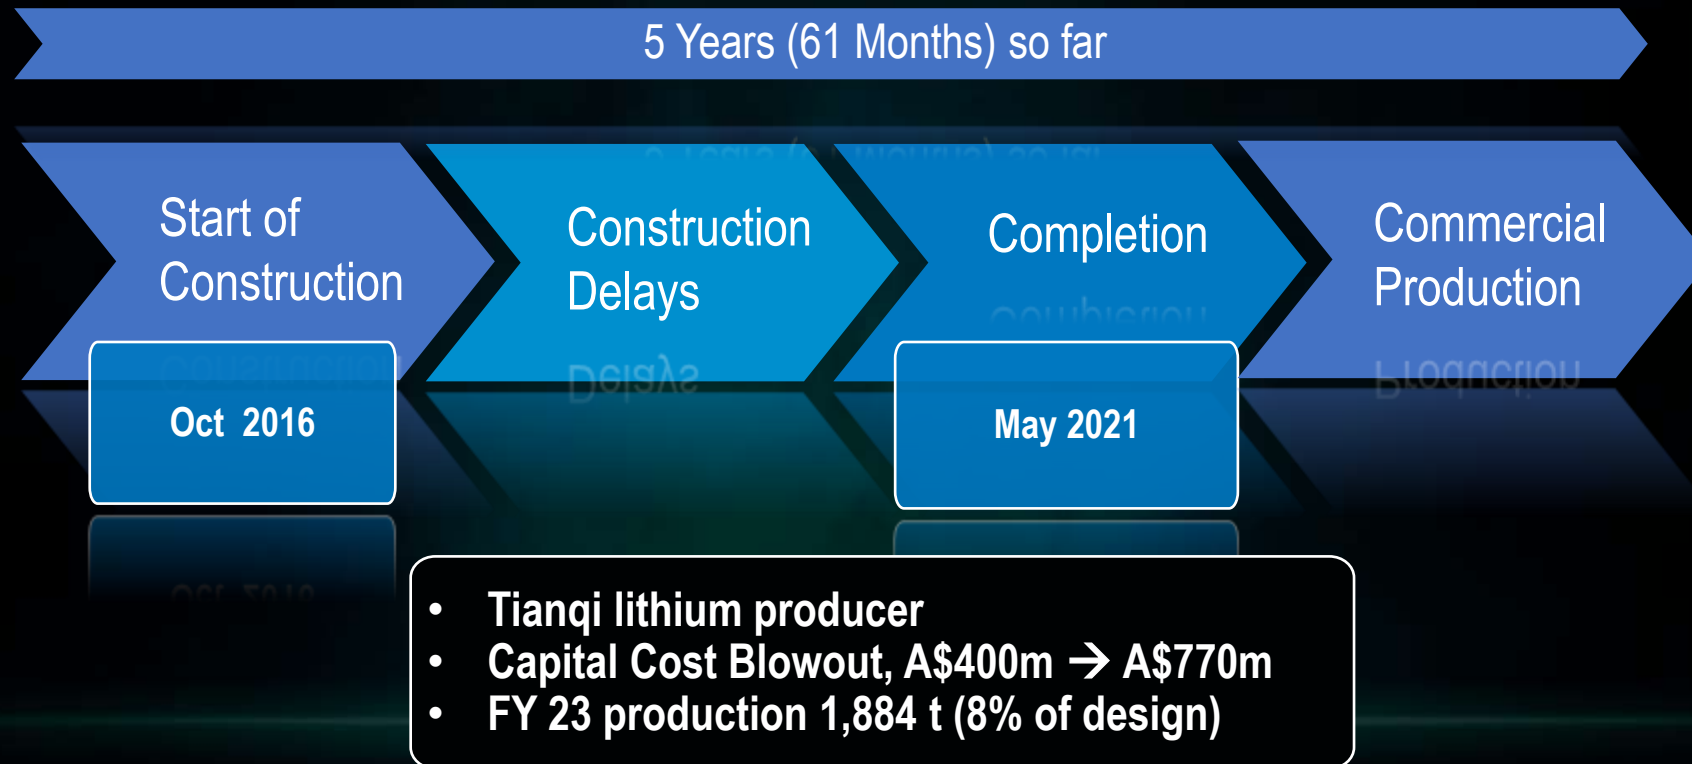 5 Years (61 Months) so far
Start of
Construction
Construction
Delays
Completion
Commercial
Production
Oct 2016
May 2021
• Tianqi lithium producer
• Capital Cost Blowout, A$400m → A$770m
• FY 23 production 1,884 t (8% of design)